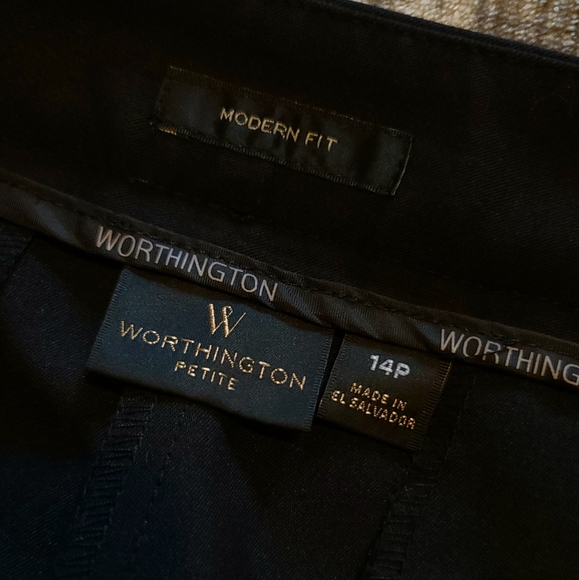 MODERN FIT
WORTHINGTON
WORTHING
W
WORTHINGTON
PETITE
14P
MADE IN
EL SALVADOR